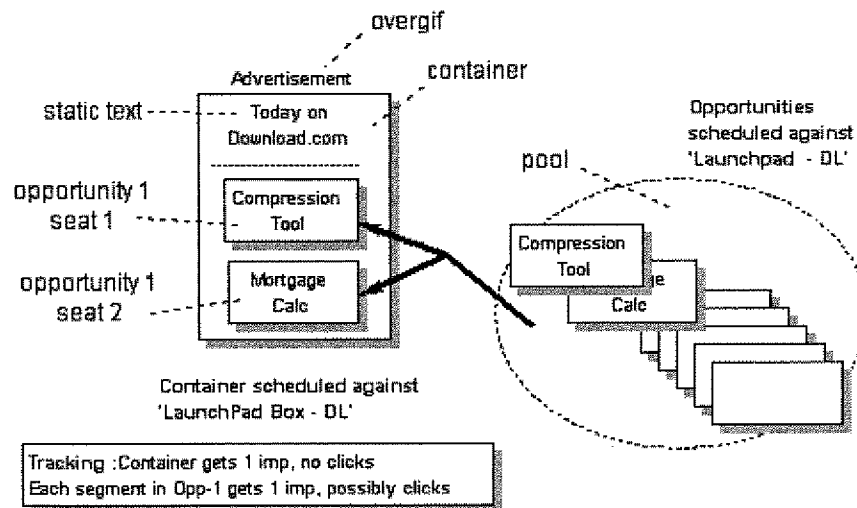 overgif
Advertisement
container
static text
Today on
Download.com
Opportunities
scheduled against
'Launchpad - DL'
pool
opportunity 1
seat 1
Compression
Tool
opportunity 1
seat 2
Mortgage
Calc
Compression
Tool
ge
Calc
Container scheduled against
'LaunchPad Box - DL'
Tracking :Container gets 1 imp, no clicks
Each segment in Opp-1 gets 1 imp, possibly clicks